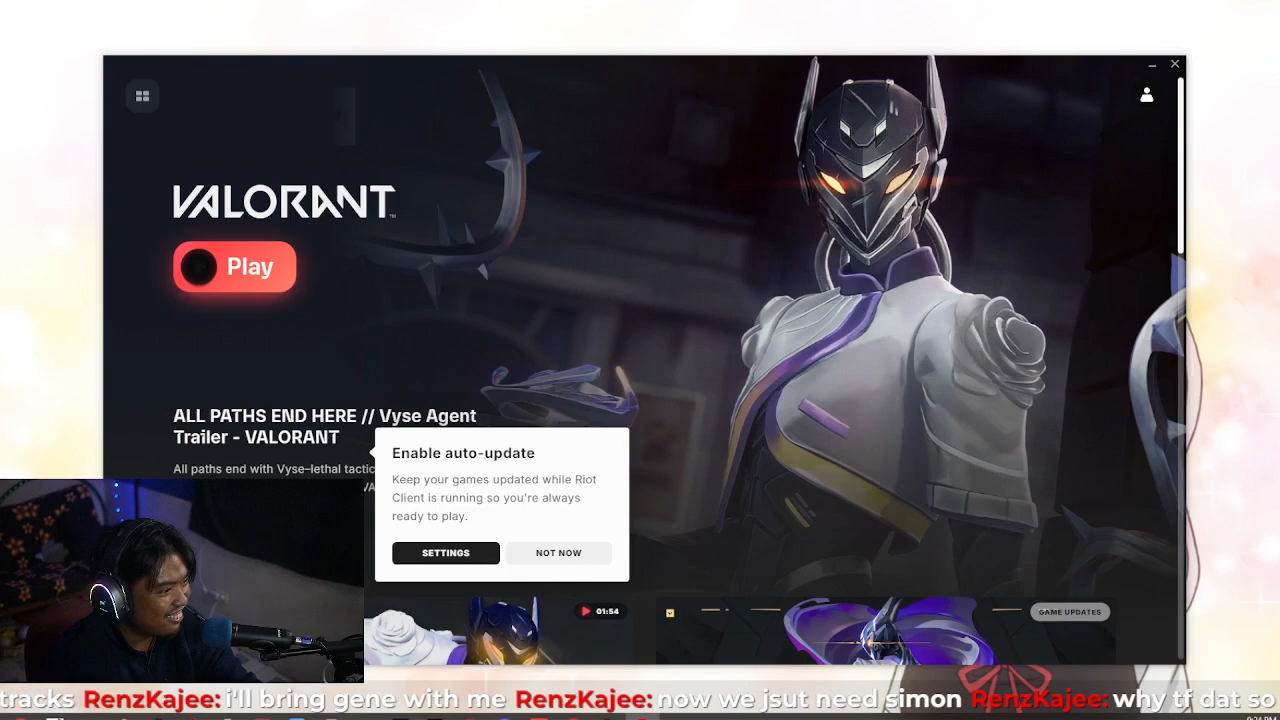 VALORANT
Play
ALL PATHS END HERE // Vyse Agent
Trailer - VALORANT
All paths end with Vyse–lethal tactic
VA
Enable auto-update
Keep your games updated while Riot
Client is running so you're always
ready to play.
SETTINGS
NOT NOW
01:54
GAME UPDATES
tracks RenzKajee: i'll bring gene with me RenzKajee: now we jsut need simon RenzKajee: why tf dat so